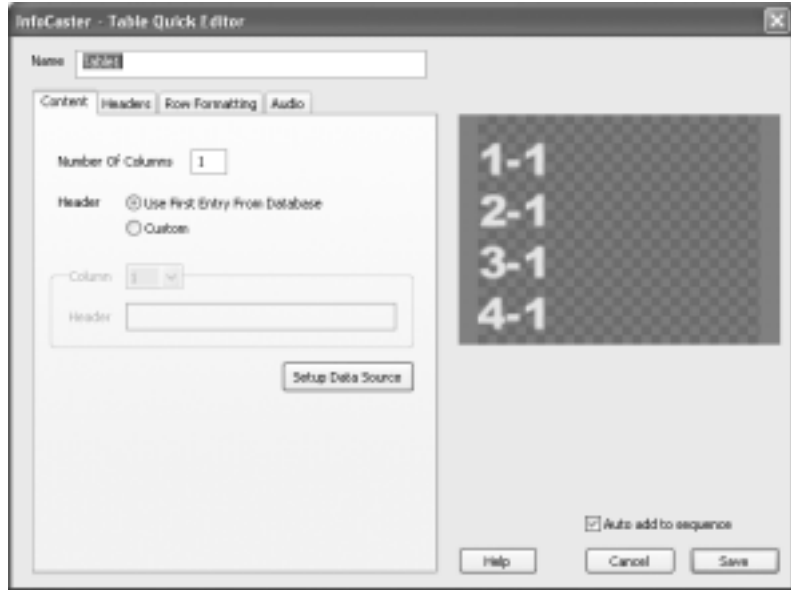 InfoCaster - Table Quick Editor
Name Table1
Content Headers Row Formatting Audio
Number Of Columns 1
Header Use First Entry From Database
Custom
Column 1
Header
Setup Data Source
1-1
2-1
3-1
4-1
Auto add to sequence
Help Cancel Save